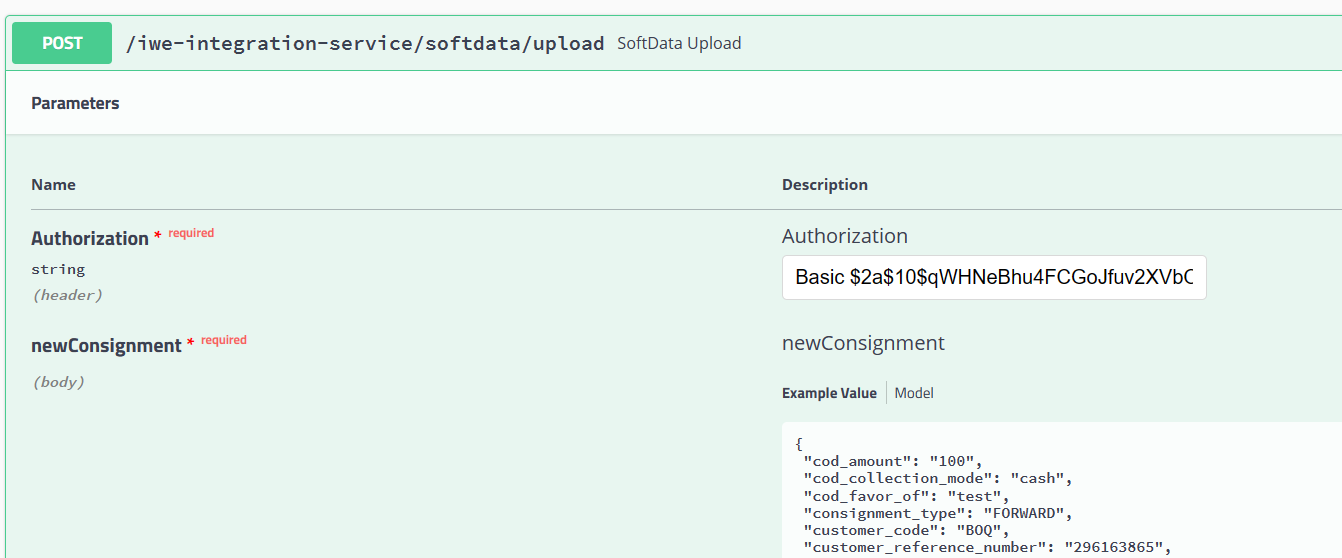 POST /iwe-integration-service/softdata/upload SoftData Upload
Parameters
Name Description
Authorization * required Authorization
string Basic $2a$10$qWHNeBhu4FCGoJfuv2XVbC
(header)
newConsignment * required newConsignment
(body)
Example Value Model
{
"cod_amount": "100",
"cod_collection_mode": "cash",
"cod_favor_of": "test",
"consignment_type": "FORWARD",
"customer_code": "BOQ",
"customer_reference_number": "296163865",